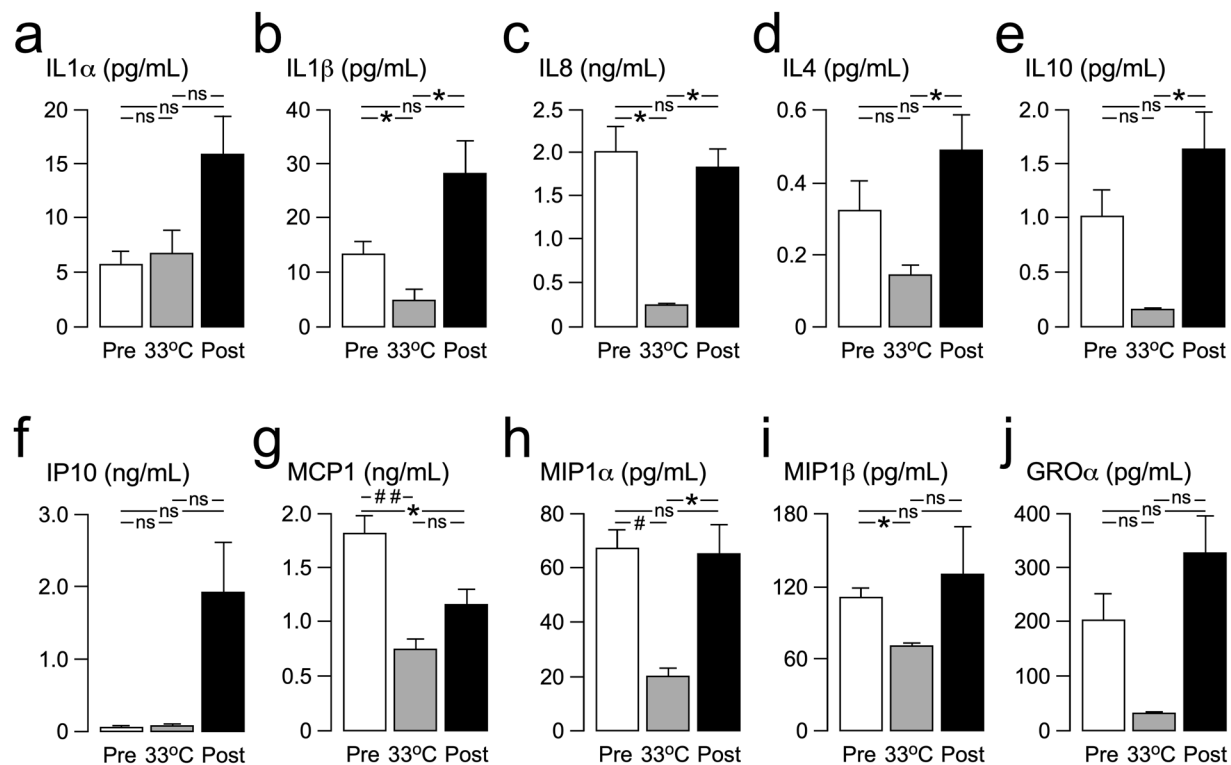 a
IL1α (pg/mL)
ns
ns
ns
20
15
10
5
0
Pre 33ºC Post
b
IL1β (pg/mL)
*
ns
*
40
30
20
10
0
Pre 33ºC Post
c
IL8 (ng/mL)
*
ns
*
2.5
2.0
1.5
1.0
0.5
0
Pre 33ºC Post
d
IL4 (pg/mL)
*
ns
ns
0.6
0.4
0.2
0
Pre 33ºC Post
e
IL10 (pg/mL)
*
ns
ns
2.0
1.5
1.0
0.5
0
Pre 33ºC Post
f
IP10 (ng/mL)
ns
ns
ns
3.0
2.0
1.0
0
Pre 33ºC Post
g
MCP1 (ng/mL)
# #
*
ns
2.0
1.5
1.0
0.5
0
Pre 33ºC Post
h
MIP1α (pg/mL)
*
ns
#
80
60
40
20
0
Pre 33ºC Post
i
MIP1β (pg/mL)
ns
ns
*
180
120
60
0
Pre 33ºC Post
j
GROα (pg/mL)
ns
ns
ns
400
300
200
100
0
Pre 33ºC Post